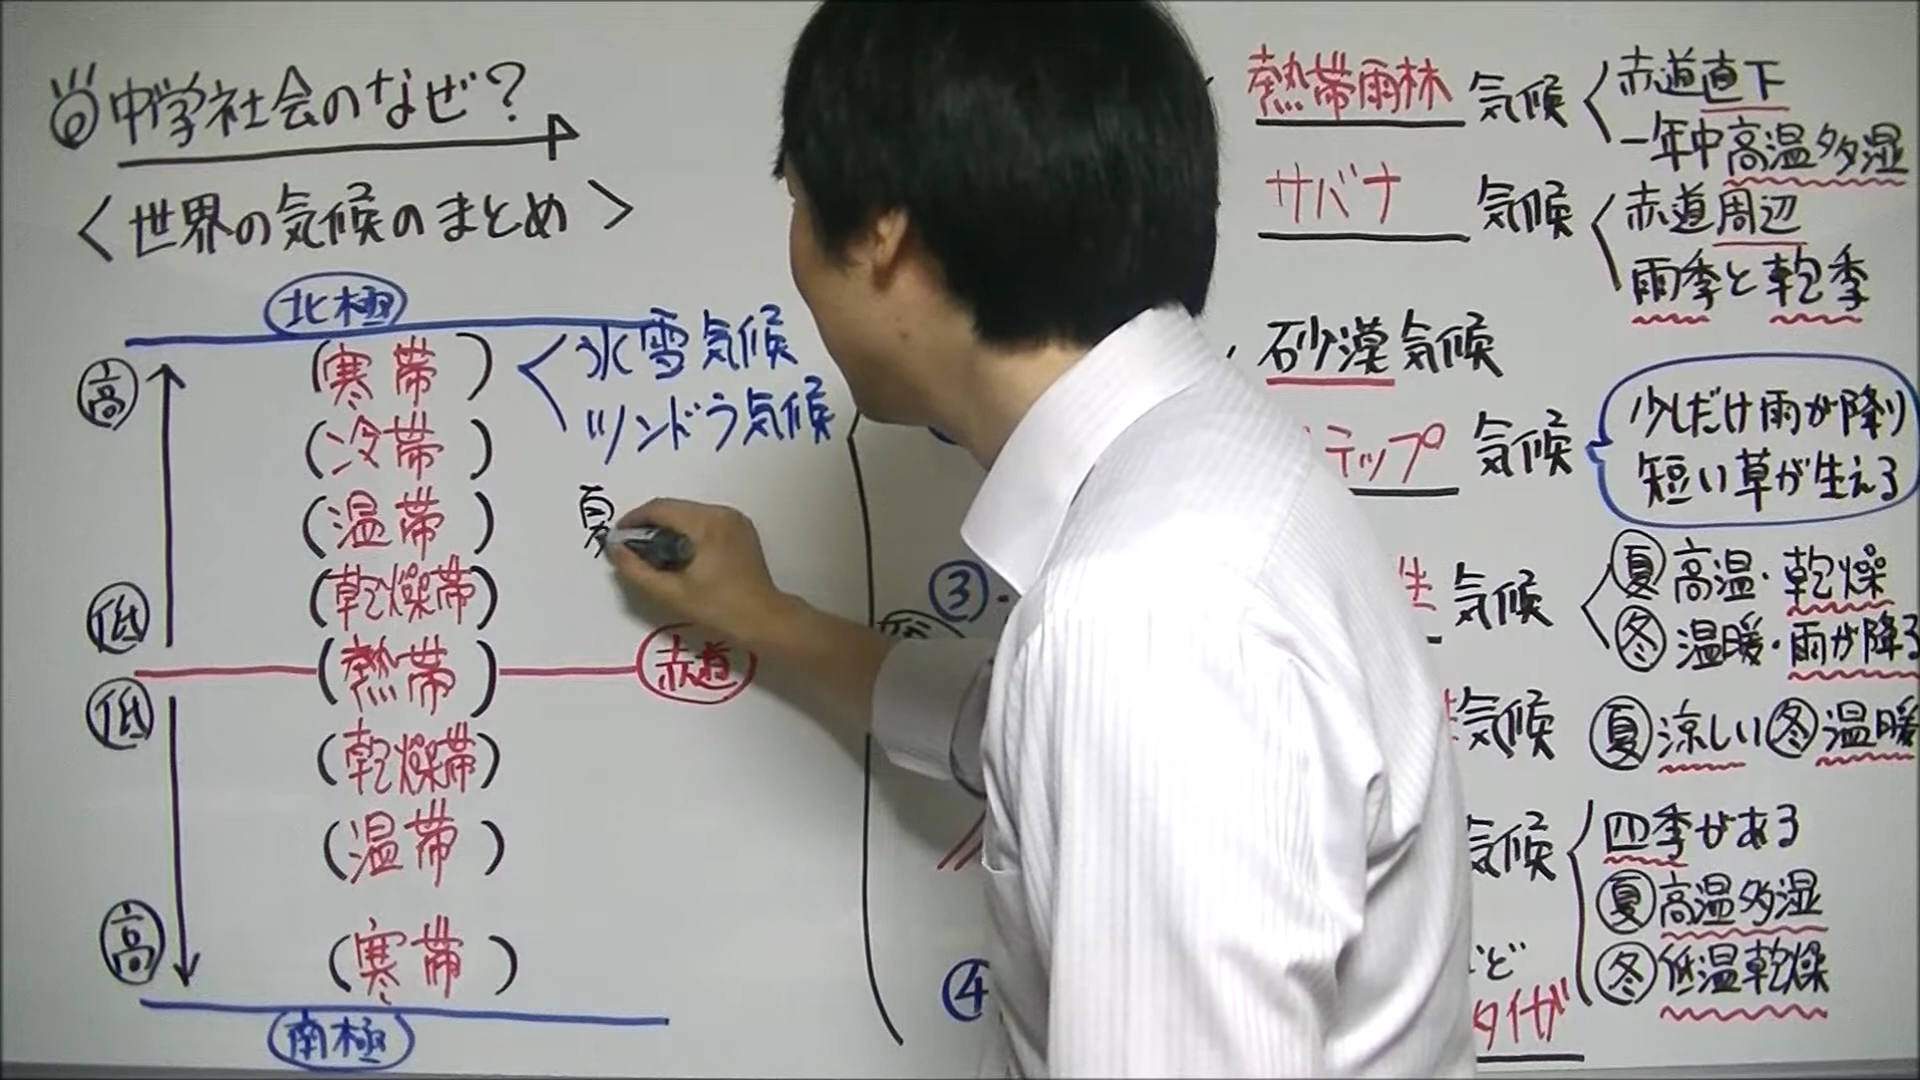 中学社会のなぜ?
<世界の気候のまとめ>
北極
高
(寒帯)
氷雪気候
ツンドラ気候
(冷帯)
(温帯)
夏
(乾燥帯)
低
(熱帯)
赤道
低
(乾燥帯)
(温帯)
高
(寒帯)
南極
熱帯雨林気候
赤道直下
一年中高温多湿
サバナ気候
赤道周辺
雨季と乾季
砂漠気候
テップ気候
少しだけ雨が降り
短い草が生える
③
気候
夏高温・乾燥
冬温暖・雨が降る
気候
夏涼しい冬温暖
気候
四季がある
夏高温多湿
冬低温乾燥
④
ど
タイガ